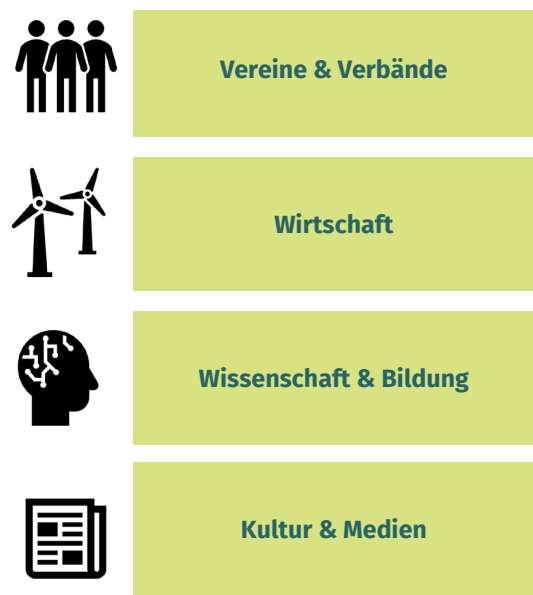 Vereine & Verbände
Wirtschaft
Wissenschaft & Bildung
Kultur & Medien